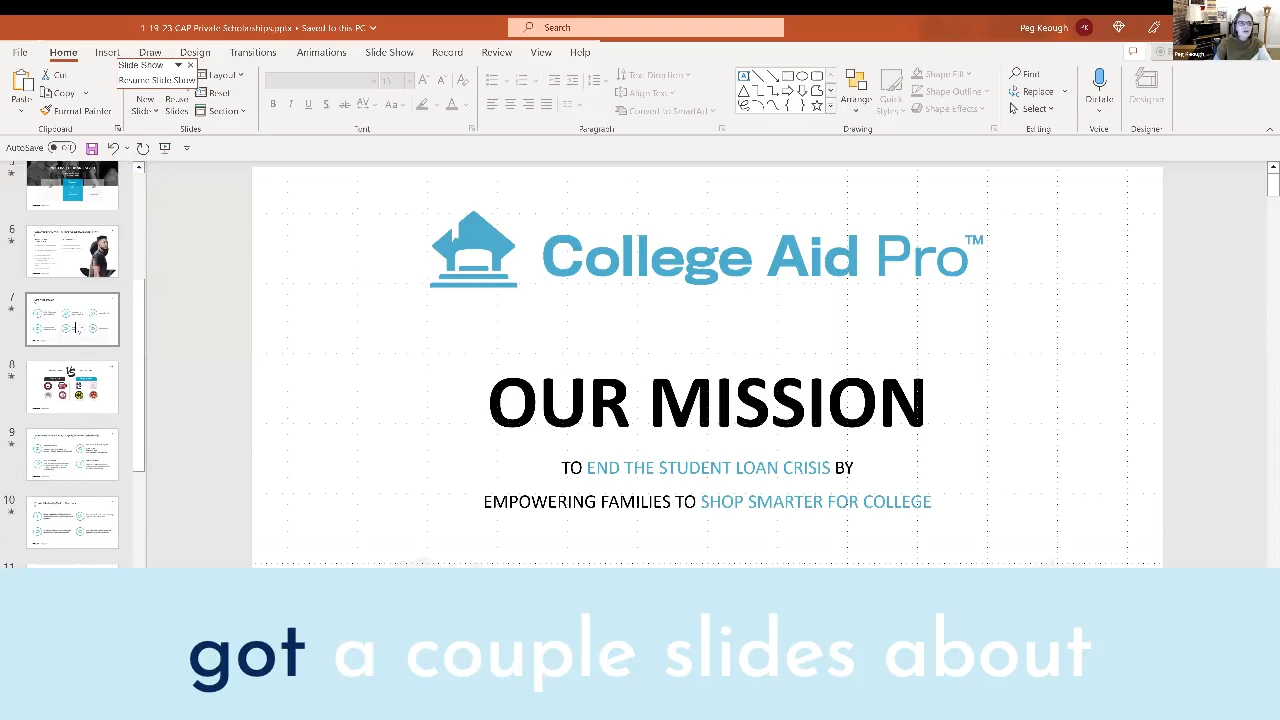 1-19-23 CAP Private Scholarships.pptx • Saved to this PC
Search
Peg Keough
PK
File
Home
Insert
Draw
Design
Transitions
Animations
Slide Show
Record
Review
View
Help
Slide Show
Resume Slide Show
Paste
Cut
Copy
Format Painter
Clipboard
New
Slide
Reuse
Slides
Layout
Reset
Section
Slides
Font
Text Direction
Align Text
Convert to SmartArt
Paragraph
Arrange
Quick
Styles
Shape Fill
Shape Outline
Shape Effects
Drawing
Find
Replace
Select
Editing
Dictate
Voice
Designer
Designer
Peg Keough
AutoSave
Off
6
7
8
9
10
11
College Aid Pro™
OUR MISSION
TO END THE STUDENT LOAN CRISIS BY
EMPOWERING FAMILIES TO SHOP SMARTER FOR COLLEGE
got a couple slides about